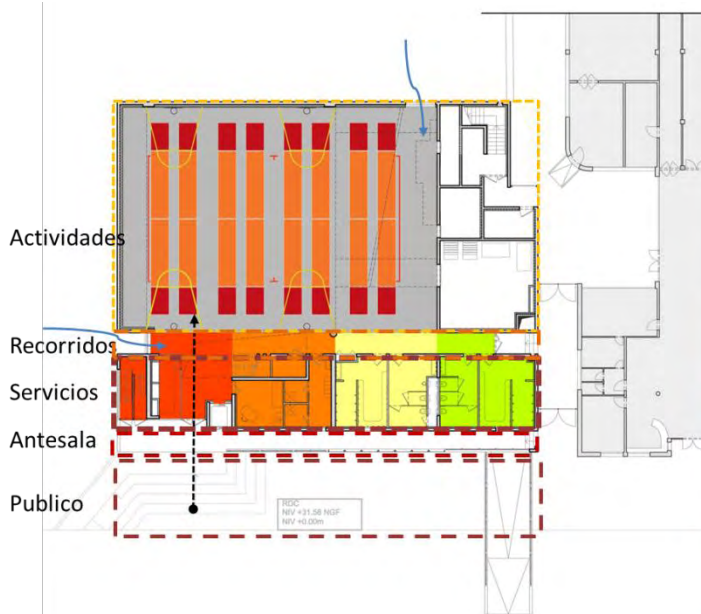 Actividades
Recorridos
Servicios
Antesala
Publico
RDC
NIV +31.58 NGF
NIV +0.00m